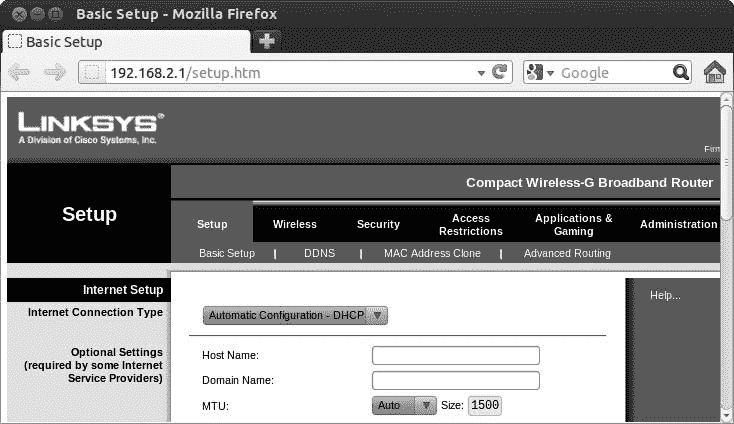 Basic Setup - Mozilla Firefox
Basic Setup
192.168.2.1/setup.htm
Google
LINKSYS®
A Division of Cisco Systems, Inc.
Firm
Compact Wireless-G Broadband Router
Setup
Setup Wireless Security Access Restrictions Applications & Gaming Administration
Basic Setup | DDNS | MAC Address Clone | Advanced Routing
Internet Setup
Help...
Internet Connection Type
Automatic Configuration - DHCP
Optional Settings
(required by some Internet
Service Providers)
Host Name:
Domain Name:
MTU: Auto Size: 1500